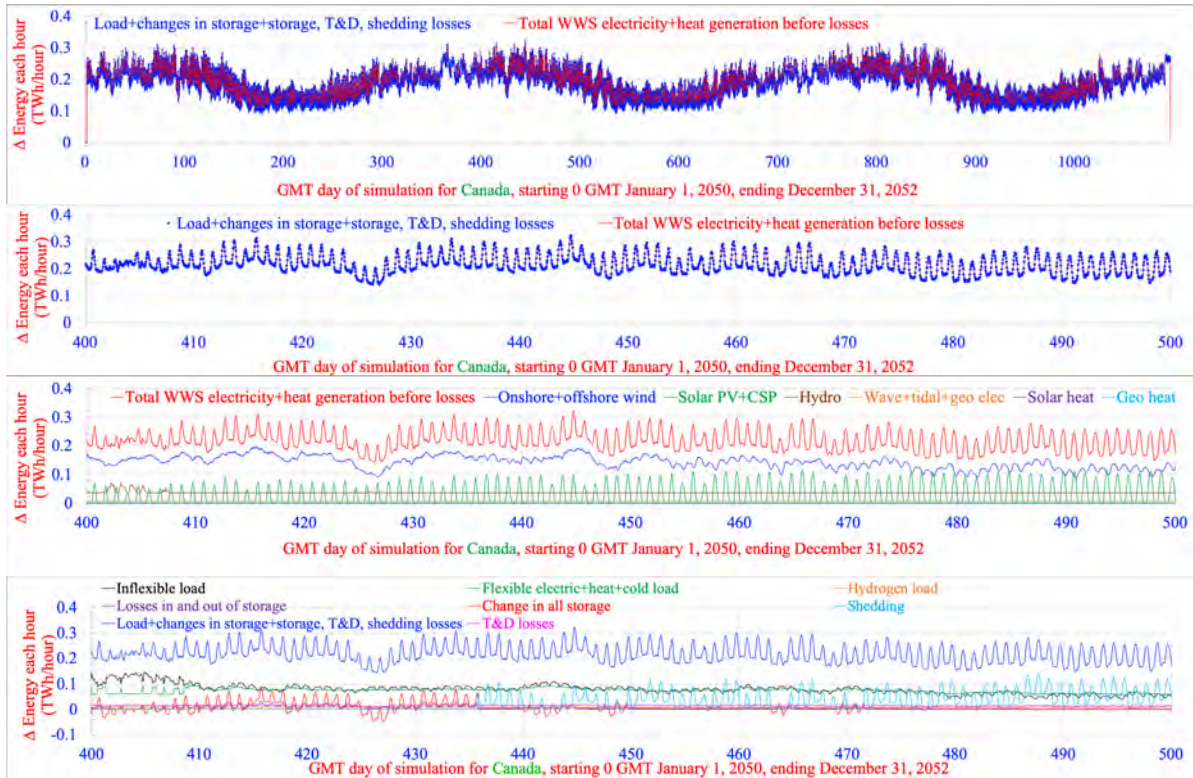 Load+changes in storage+storage, T&D, shedding losses — Total WWS electricity+heat generation before losses
Δ Energy each hour
(TWh/hour)
0.4
0.3
0.2
0.1
0
0 100 200 300 400 500 600 700 800 900 1000
GMT day of simulation for Canada, starting 0 GMT January 1, 2050, ending December 31, 2052
Load+changes in storage+storage, T&D, shedding losses — Total WWS electricity+heat generation before losses
Δ Energy each hour
(TWh/hour)
0.4
0.3
0.2
0.1
0
400 410 420 430 440 450 460 470 480 490 500
GMT day of simulation for Canada, starting 0 GMT January 1, 2050, ending December 31, 2052
Total WWS electricity+heat generation before losses — Onshore+offshore wind — Solar PV+CSP — Hydro — Wave+tidal+geo elec — Solar heat — Geo heat
Δ Energy each hour
(TWh/hour)
0.4
0.3
0.2
0.1
0
400 410 420 430 440 450 460 470 480 490 500
GMT day of simulation for Canada, starting 0 GMT January 1, 2050, ending December 31, 2052
Inflexible load — Flexible electric+heat+cold load — Hydrogen load
Losses in and out of storage — Change in all storage — Shedding
Load+changes in storage+storage, T&D, shedding losses — T&D losses
Δ Energy each hour
(TWh/hour)
0.4
0.3
0.2
0.1
0
-0.1
400 410 420 430 440 450 460 470 480 490 500
GMT day of simulation for Canada, starting 0 GMT January 1, 2050, ending December 31, 2052